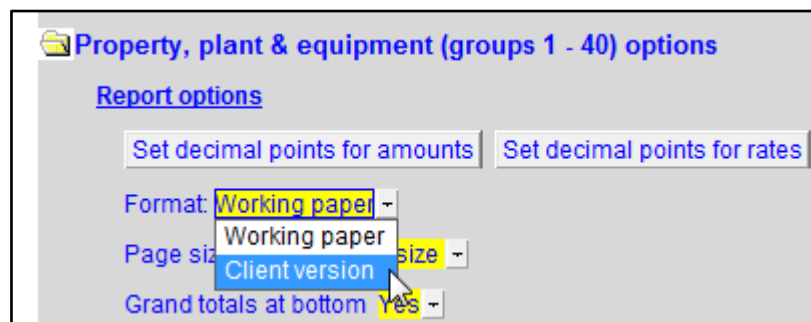 Property, plant & equipment (groups 1 - 40) options
Report options
Set decimal points for amounts Set decimal points for rates
Format: Working paper
Working paper
Client version
Page siz size
Grand totals at bottom Yes